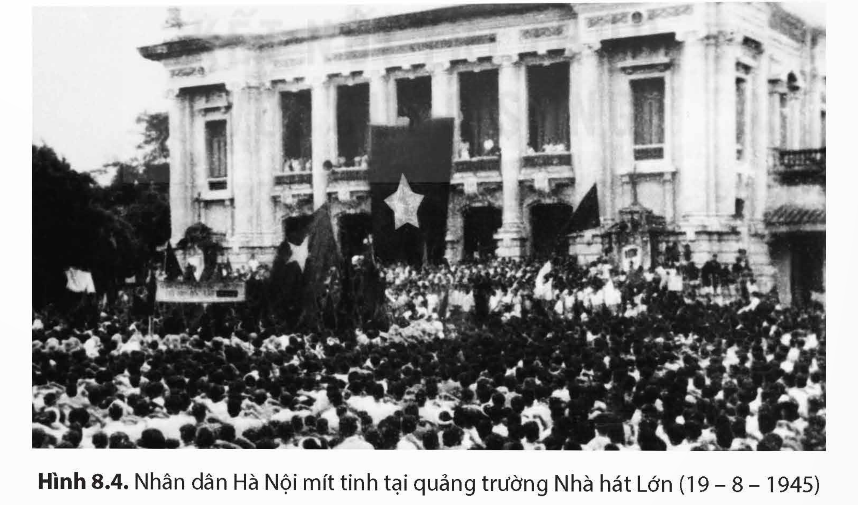 Hình 8.4. Nhân dân Hà Nội mít tinh tại quảng trường Nhà hát Lớn (19 – 8 – 1945)